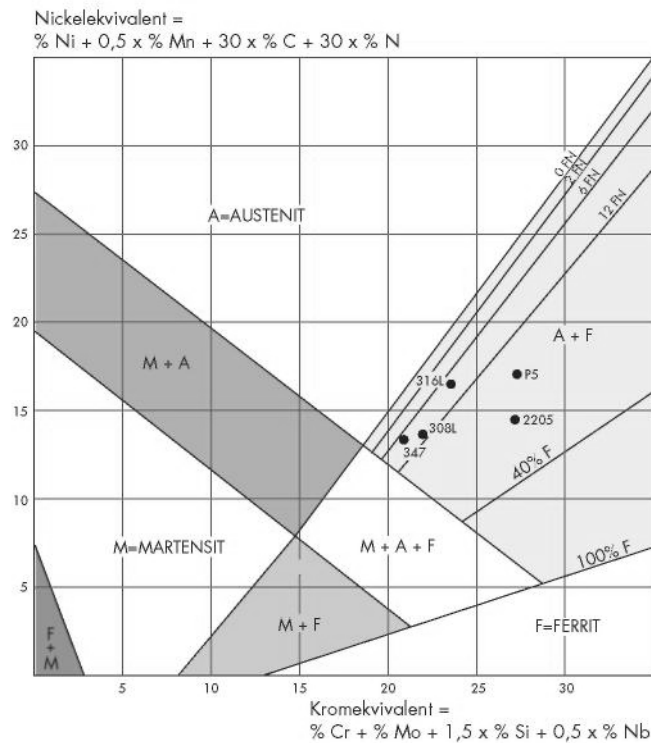 Nickelekvivalent =
% Ni + 0,5 x % Mn + 30 x % C + 30 x % N
30
25
20
15
10
5
A=AUSTENIT
0 FN
2 FN
6 FN
12 FN
A + F
M + A
316L
P5
308L
347
2205
40% F
M=MARTENSIT
M + A + F
100% F
M + F
F=FERRIT
F
+
M
5
10
15
20
25
30
Kromekvivalent =
% Cr + % Mo + 1,5 x % Si + 0,5 x % Nb